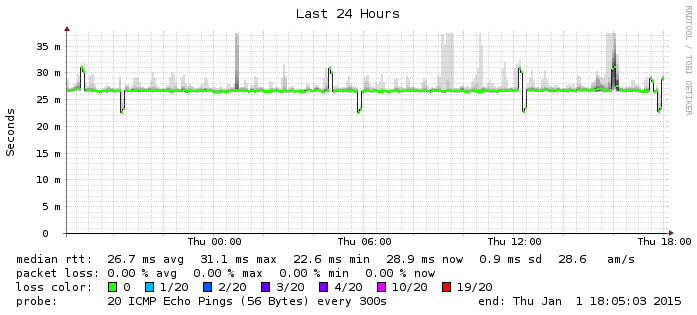 Last 24 Hours
RRDTOOL / TOBI OETIKER
Seconds
35 m
30 m
25 m
20 m
15 m
10 m
5 m
0
Thu 00:00 Thu 06:00 Thu 12:00 Thu 18:00
median rtt: 26.7 ms avg 31.1 ms max 22.6 ms min 28.9 ms now 0.9 ms sd 28.6 am/s
packet loss: 0.00 % avg 0.00 % max 0.00 % min 0.00 % now
loss color: 0 1/20 2/20 3/20 4/20 10/20 19/20
probe: 20 ICMP Echo Pings (56 Bytes) every 300s end: Thu Jan 1 18:05:03 2015